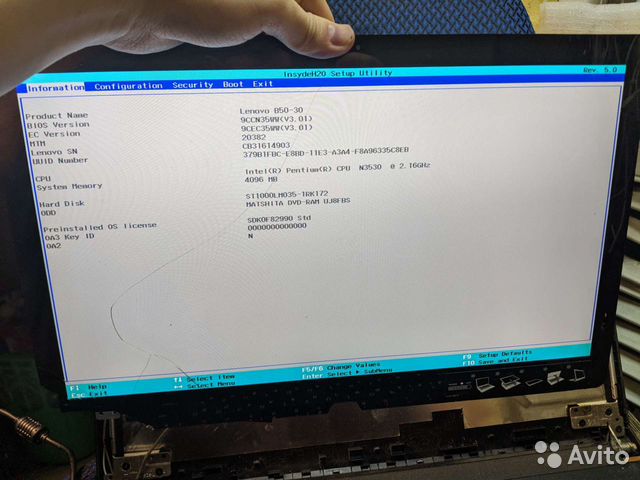 InsydeH2O Setup Utility Rev. 5.0
Information Configuration Security Boot Exit
Product Name Lenovo B50-30
BIOS Version 9CCN35WW(V3.01)
EC Version 9CEC35WW(V3.01)
MTM 20382
Lenovo SN CB31614903
UUID Number 379B1FBC-E8BD-11E3-A3A4-F8A96335C8EB
CPU Intel(R) Pentium(R) CPU N3530 @ 2.16GHz
System Memory 4096 MB
Hard Disk ST1000LM035-1RK172
ODD MATSHITA DVD-RAM UJ8FBS
Preinstalled OS license SDK0F82990 Std
OA3 Key ID 0000000000000
OA2 N
F1 Help ↑↓ Select Item F5/F6 Change Values F9 Setup Defaults
Esc Exit ↔ Select Menu Enter Select ▶ SubMenu F10 Save and Exit
Avito